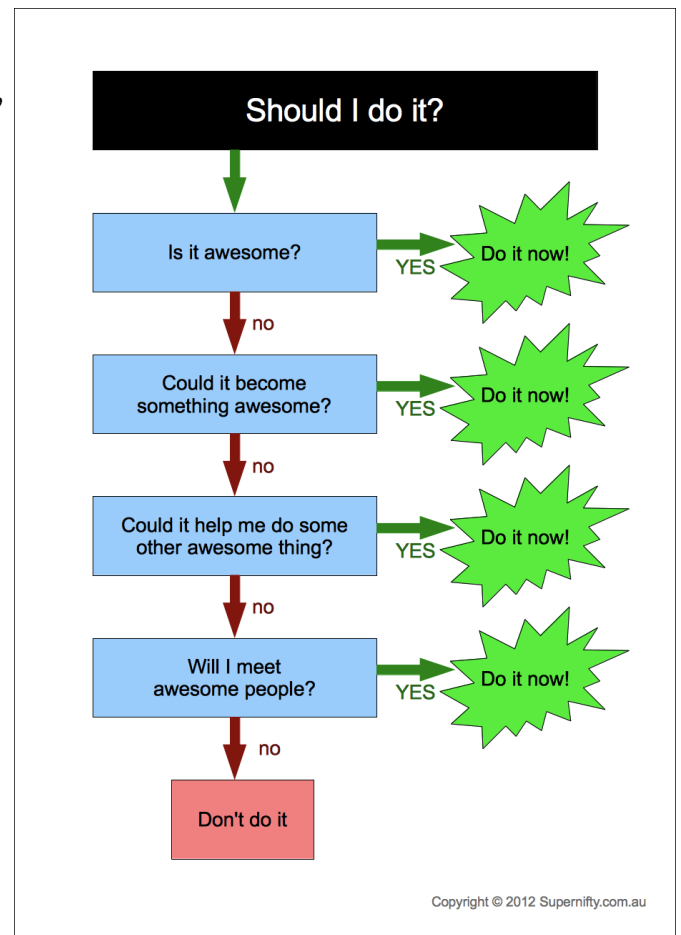 Should I do it?
Is it awesome?
YES
Do it now!
no
Could it become
something awesome?
YES
Do it now!
no
Could it help me do some
other awesome thing?
YES
Do it now!
no
Will I meet
awesome people?
YES
Do it now!
no
Don't do it
Copyright © 2012 Supernifty.com.au